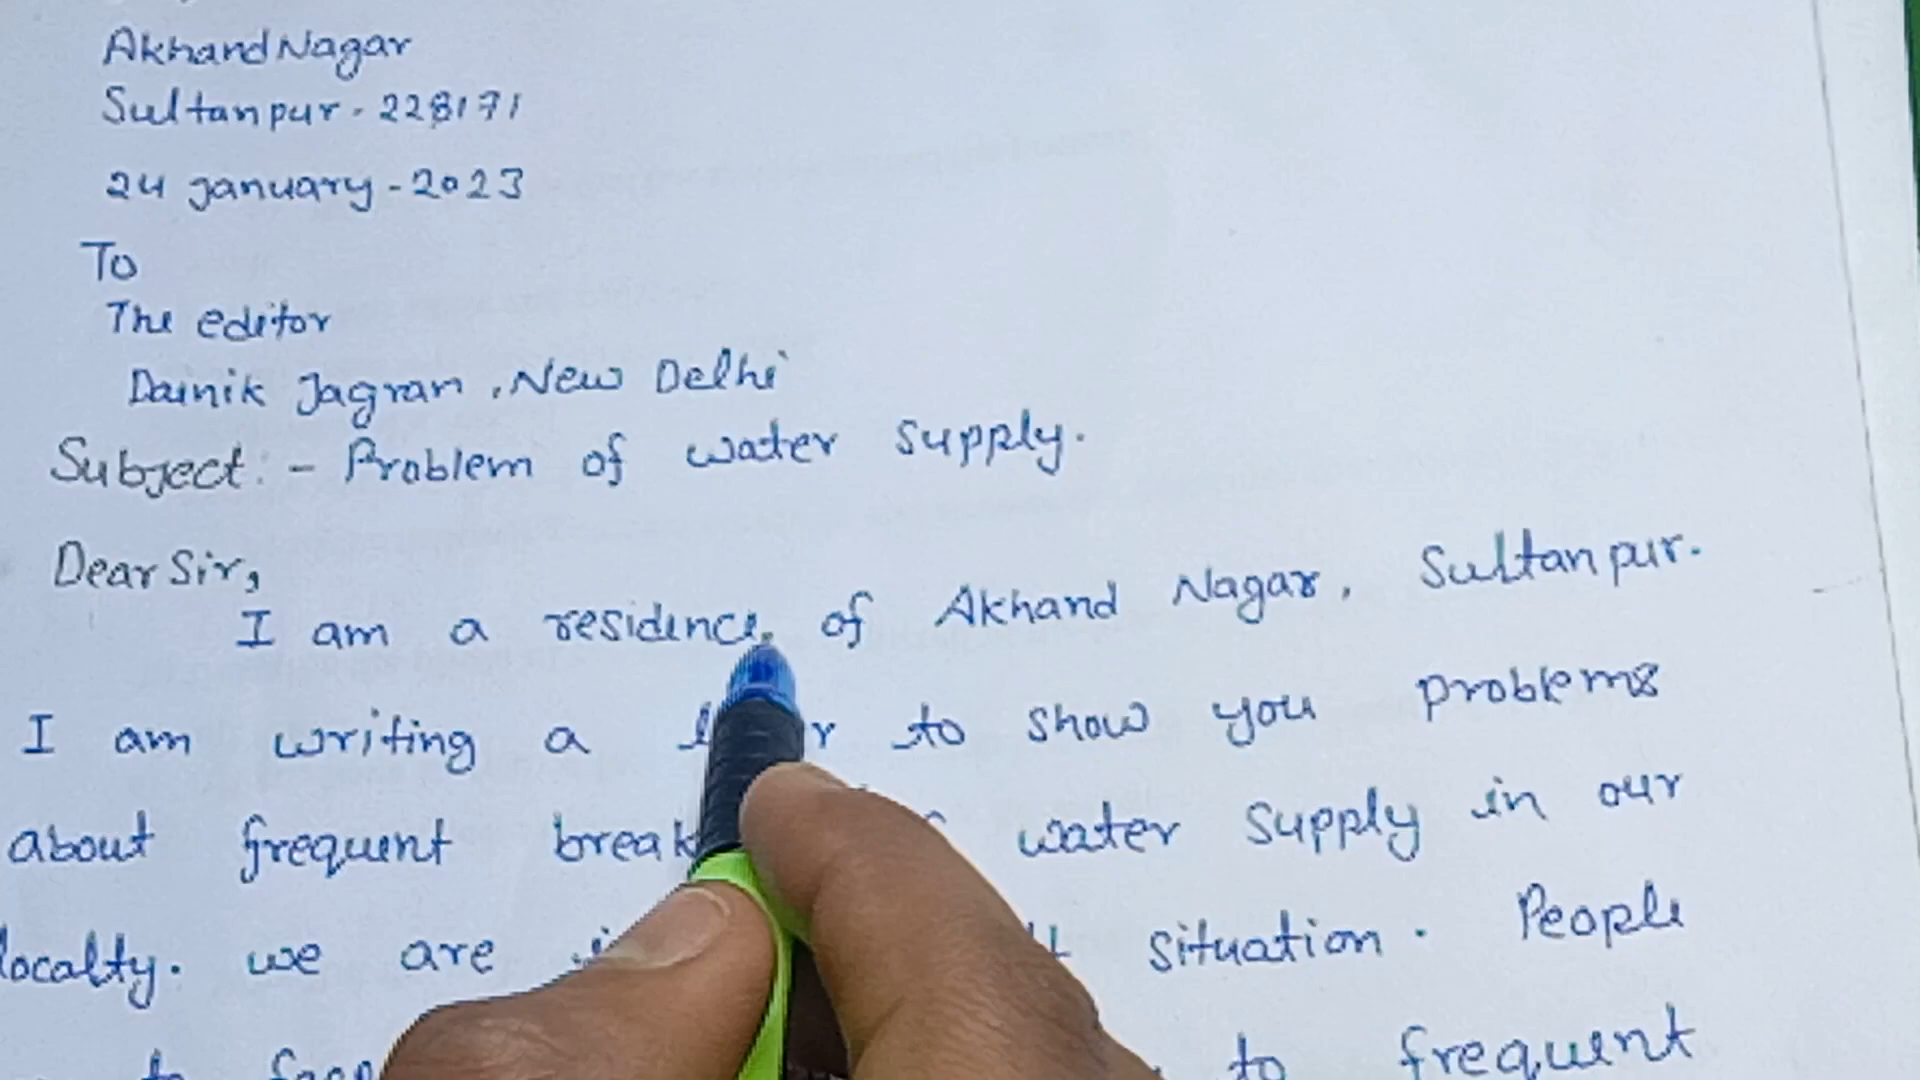 Akhand Nagar
Sultanpur - 228171
24 january - 2023
To
The editor
Dainik Jagran, New Delhi
Subject: - Problem of water supply.
Dear Sir,
I am a residence of Akhand Nagar, Sultanpur.
I am writing a to show you problems
about frequent water supply in our
localty. we are situation. People
to frequent